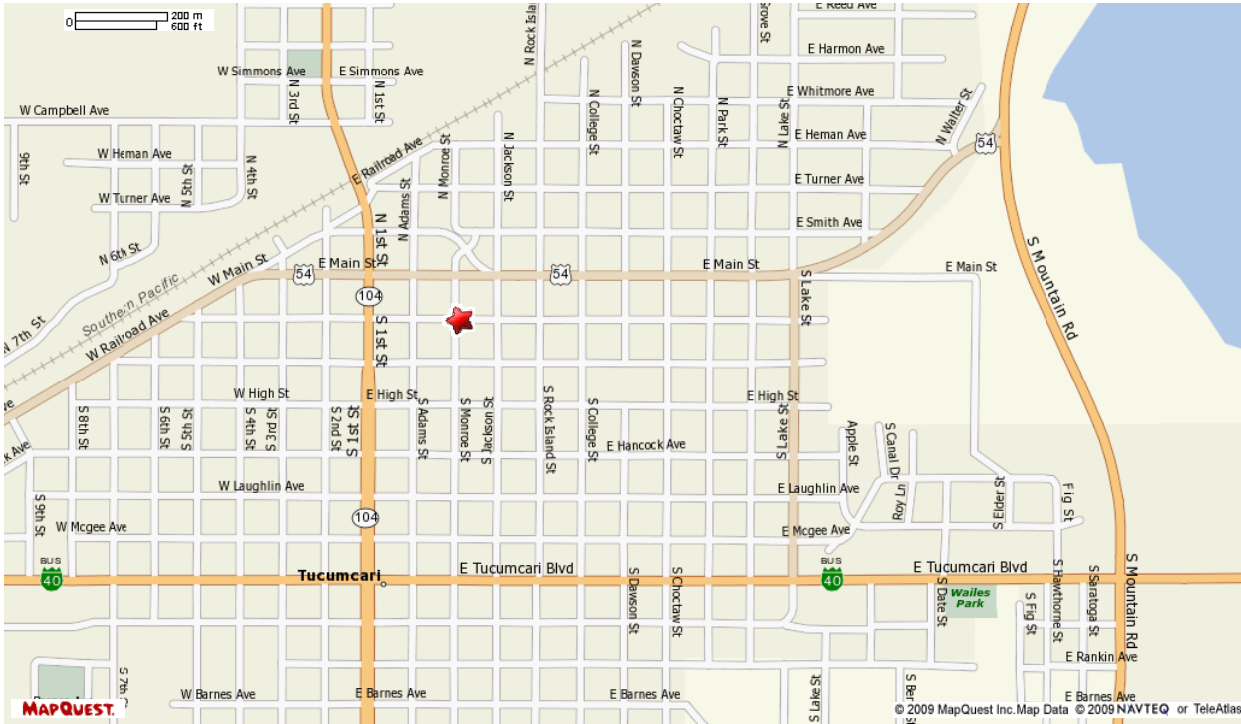 0
200 m
600 ft
N Rock Island
Grove St
E Reed Ave
N Dawson St
E Harmon Ave
W Simmons Ave
E Simmons Ave
N 3rd St
N 1st St
E Whitmore Ave
N College St
N Choctaw St
N Park St
N Lake St
N Walter St
W Campbell Ave
E Heman Ave
54
W Heman Ave
9th St
N 5th St
N 4th St
E Railroad Ave
N Monroe St
N Jackson St
E Turner Ave
W Turner Ave
N Adams St
N 1st St
E Smith Ave
N 6th St
W Main St
E Main St
54
54
E Main St
E Main St
S Mountain Rd
Southern Pacific
104
S Lake St
N 7th St
W Railroad Ave
S 1st St
W High St
E High St
E High St
S 8th St
S 6th St
S 5th St
S 4th St
S 3rd St
S 2nd St
S 1st St
S Adams St
S Monroe St
S Jackson St
S Rock Island St
S College St
E Hancock Ave
S Lake St
Apple St
S Canal Dr
Roy Ln
W Laughlin Ave
E Laughlin Ave
S Elder St
Fig St
S 9th St
W Mcgee Ave
104
E Mcgee Ave
BUS
40
Tucumcari
E Tucumcari Blvd
BUS
40
E Tucumcari Blvd
S Dawson St
S Choctaw St
S Date St
Wailes
Park
S Fig St
S Hawthorne St
S Saratoga St
S Mountain Rd
E Rankin Ave
S 7th St
W Barnes Ave
E Barnes Ave
E Barnes Ave
S Lake St
E Barnes Ave
MAPQUEST.
© 2009 MapQuest Inc. Map Data © 2009 NAVTEQ or TeleAtlas